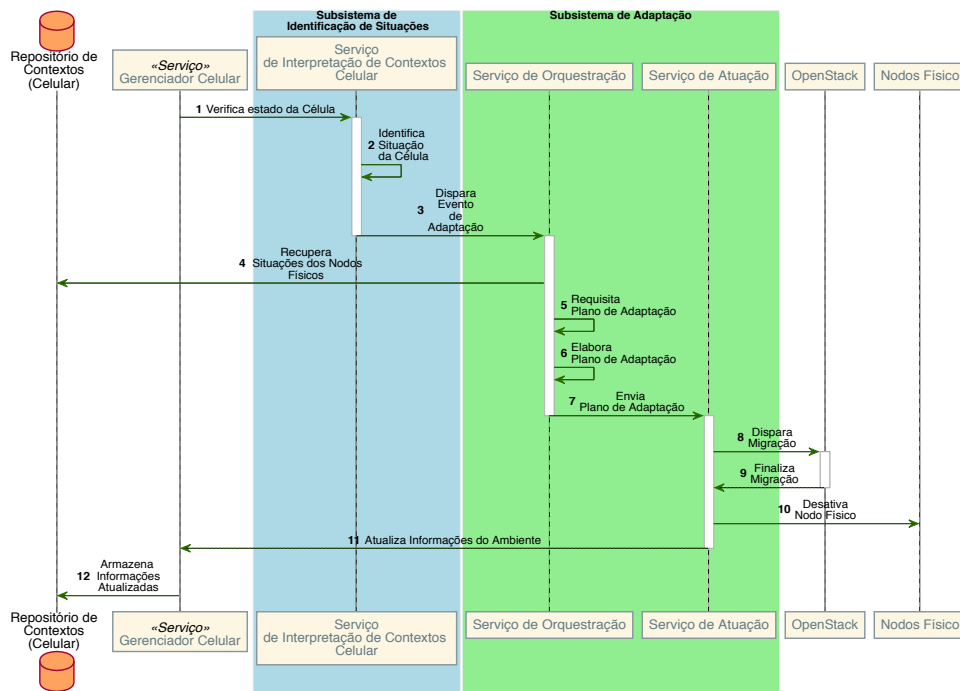 Subsistema de
Identificação de Situações
Subsistema de Adaptação
Repositório de
Contextos
(Celular)
«Serviço»
Gerenciador Celular
Serviço
de Interpretação de Contextos
Celular
Serviço de Orquestração
Serviço de Atuação
OpenStack
Nodos Físico
1 Verifica estado da Célula
Identifica
2 Situação
da Célula
Dispara
Evento
3 de
Adaptação
Recupera
4 Situações dos Nodos
Físicos
5 Requisita
Plano de Adaptação
6 Elabora
Plano de Adaptação
7 Envia
Plano de Adaptação
8 Dispara
Migração
9 Finaliza
Migração
10 Desativa
Nodo Físico
11 Atualiza Informações do Ambiente
Armazena
12 Informações
Atualizadas
Repositório de
Contextos
(Celular)
«Serviço»
Gerenciador Celular
Serviço
de Interpretação de Contextos
Celular
Serviço de Orquestração
Serviço de Atuação
OpenStack
Nodos Físico